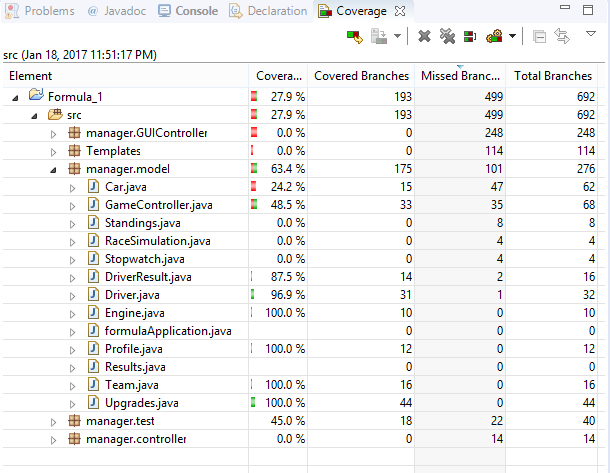 Problems @ Javadoc Console Declaration Coverage
src (Jan 18, 2017 11:51:17 PM)
Element Covera... Covered Branches Missed Branc... Total Branches
Formula_1 27.9 % 193 499 692
src 27.9 % 193 499 692
manager.GUIController 0.0 % 0 248 248
Templates 0.0 % 0 114 114
manager.model 63.4 % 175 101 276
Car.java 24.2 % 15 47 62
GameController.java 48.5 % 33 35 68
Standings.java 0.0 % 0 8 8
RaceSimulation.java 0.0 % 0 4 4
Stopwatch.java 0.0 % 0 4 4
DriverResult.java 87.5 % 14 2 16
Driver.java 96.9 % 31 1 32
Engine.java 100.0 % 10 0 10
formulaApplication.java 0 0 0
Profile.java 100.0 % 12 0 12
Results.java 0 0 0
Team.java 100.0 % 16 0 16
Upgrades.java 100.0 % 44 0 44
manager.test 45.0 % 18 22 40
manager.controller 0.0 % 0 14 14